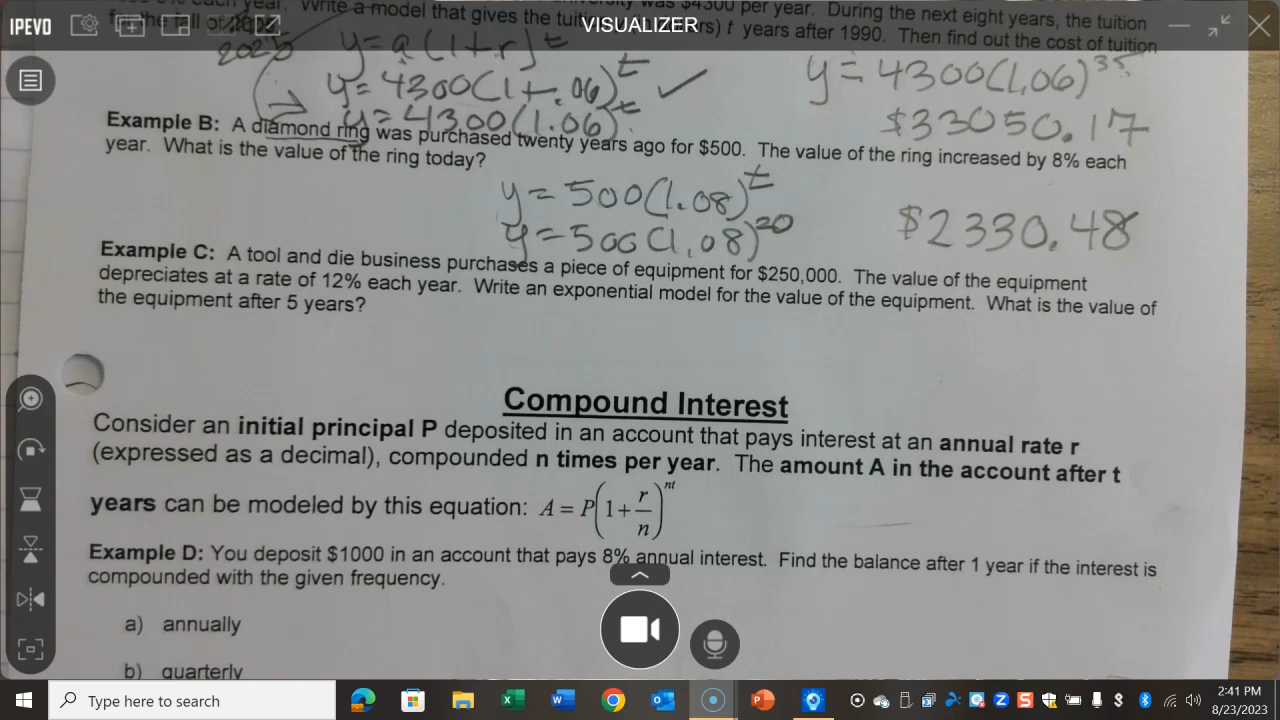 IPEVO
VISUALIZER
each year. Write a model that gives the tuit was $4300 per year. During the next eight years, the tuition
the fall of rs) t years after 1990. Then find out the cost of tuition
2025
y = a(1+r)^t
y = 4300(1+.06)^t ✓
y = 4300(1.06)^t
y = 4300(1.06)^35
$33050.17
Example B: A diamond ring was purchased twenty years ago for $500. The value of the ring increased by 8% each
year. What is the value of the ring today?
y = 500(1.08)^t
y = 500(1.08)^20
$2330.48
Example C: A tool and die business purchases a piece of equipment for $250,000. The value of the equipment
depreciates at a rate of 12% each year. Write an exponential model for the value of the equipment. What is the value of
the equipment after 5 years?
Compound Interest
Consider an initial principal P deposited in an account that pays interest at an annual rate r
(expressed as a decimal), compounded n times per year. The amount A in the account after t
years can be modeled by this equation: A = P(1 + r/n)^nt
Example D: You deposit $1000 in an account that pays 8% annual interest. Find the balance after 1 year if the interest is
compounded with the given frequency.
a) annually
b) quarterly
Type here to search
2:41 PM
8/23/2023